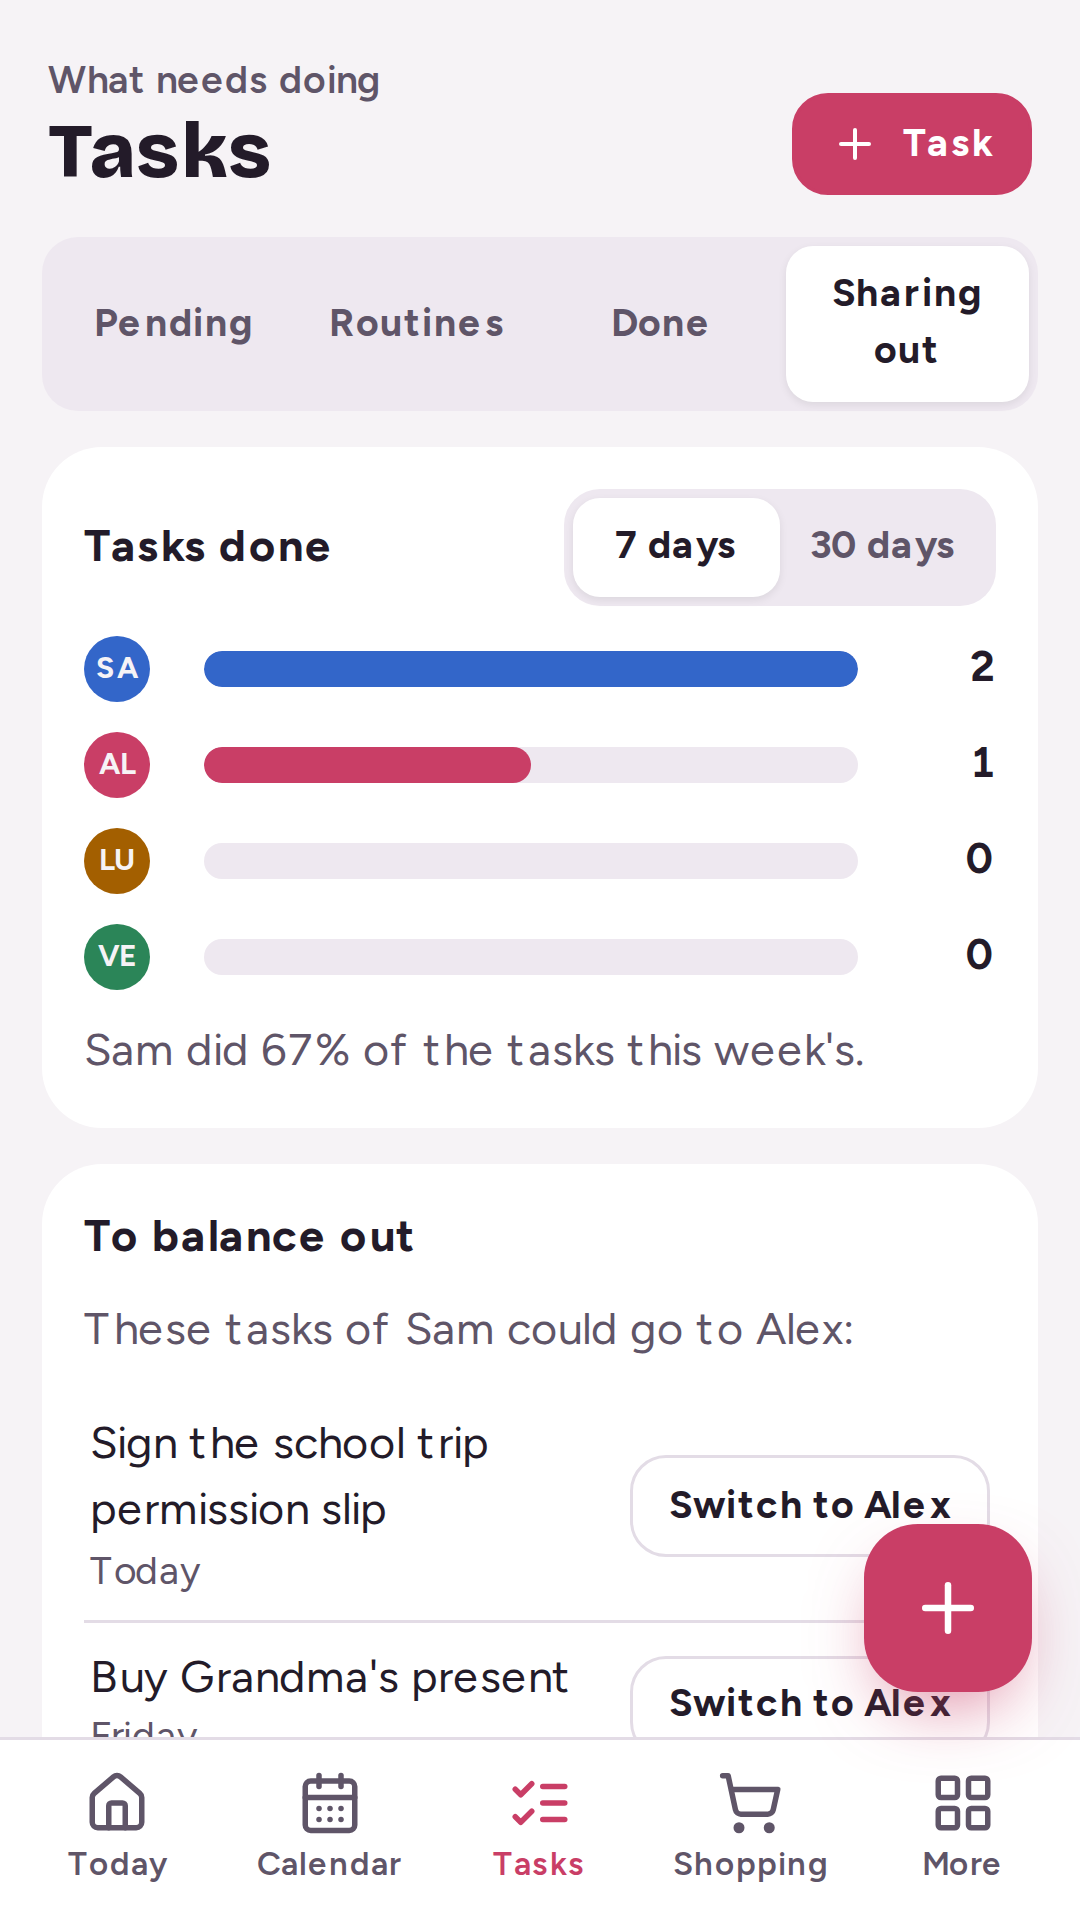 What needs doing
Tasks
Task
Pending
Routines
Done
Sharing
out
Tasks done
7 days
30 days
SA
2
AL
1
LU
0
VE
0
Sam did 67% of the tasks this week's.
To balance out
These tasks of Sam could go to Alex:
Sign the school trip
permission slip
Today
Switch to Alex
Buy Grandma's present
Friday
Switch to Alex
Today
Calendar
Tasks
Shopping
More